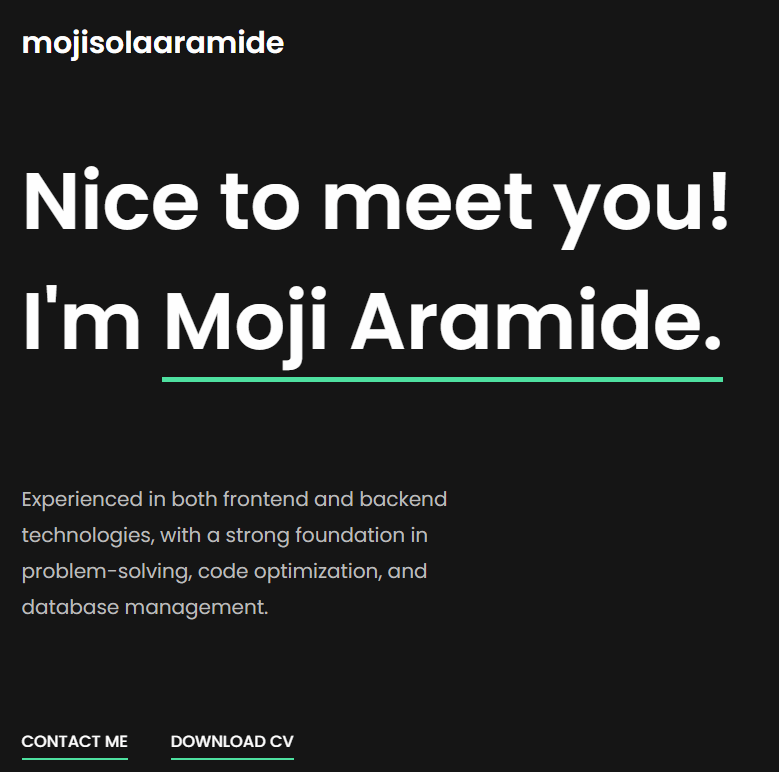 mojisolaaramide
Nice to meet you!
I'm Moji Aramide.
Experienced in both frontend and backend
technologies, with a strong foundation in
problem-solving, code optimization, and
database management.
CONTACT ME DOWNLOAD CV